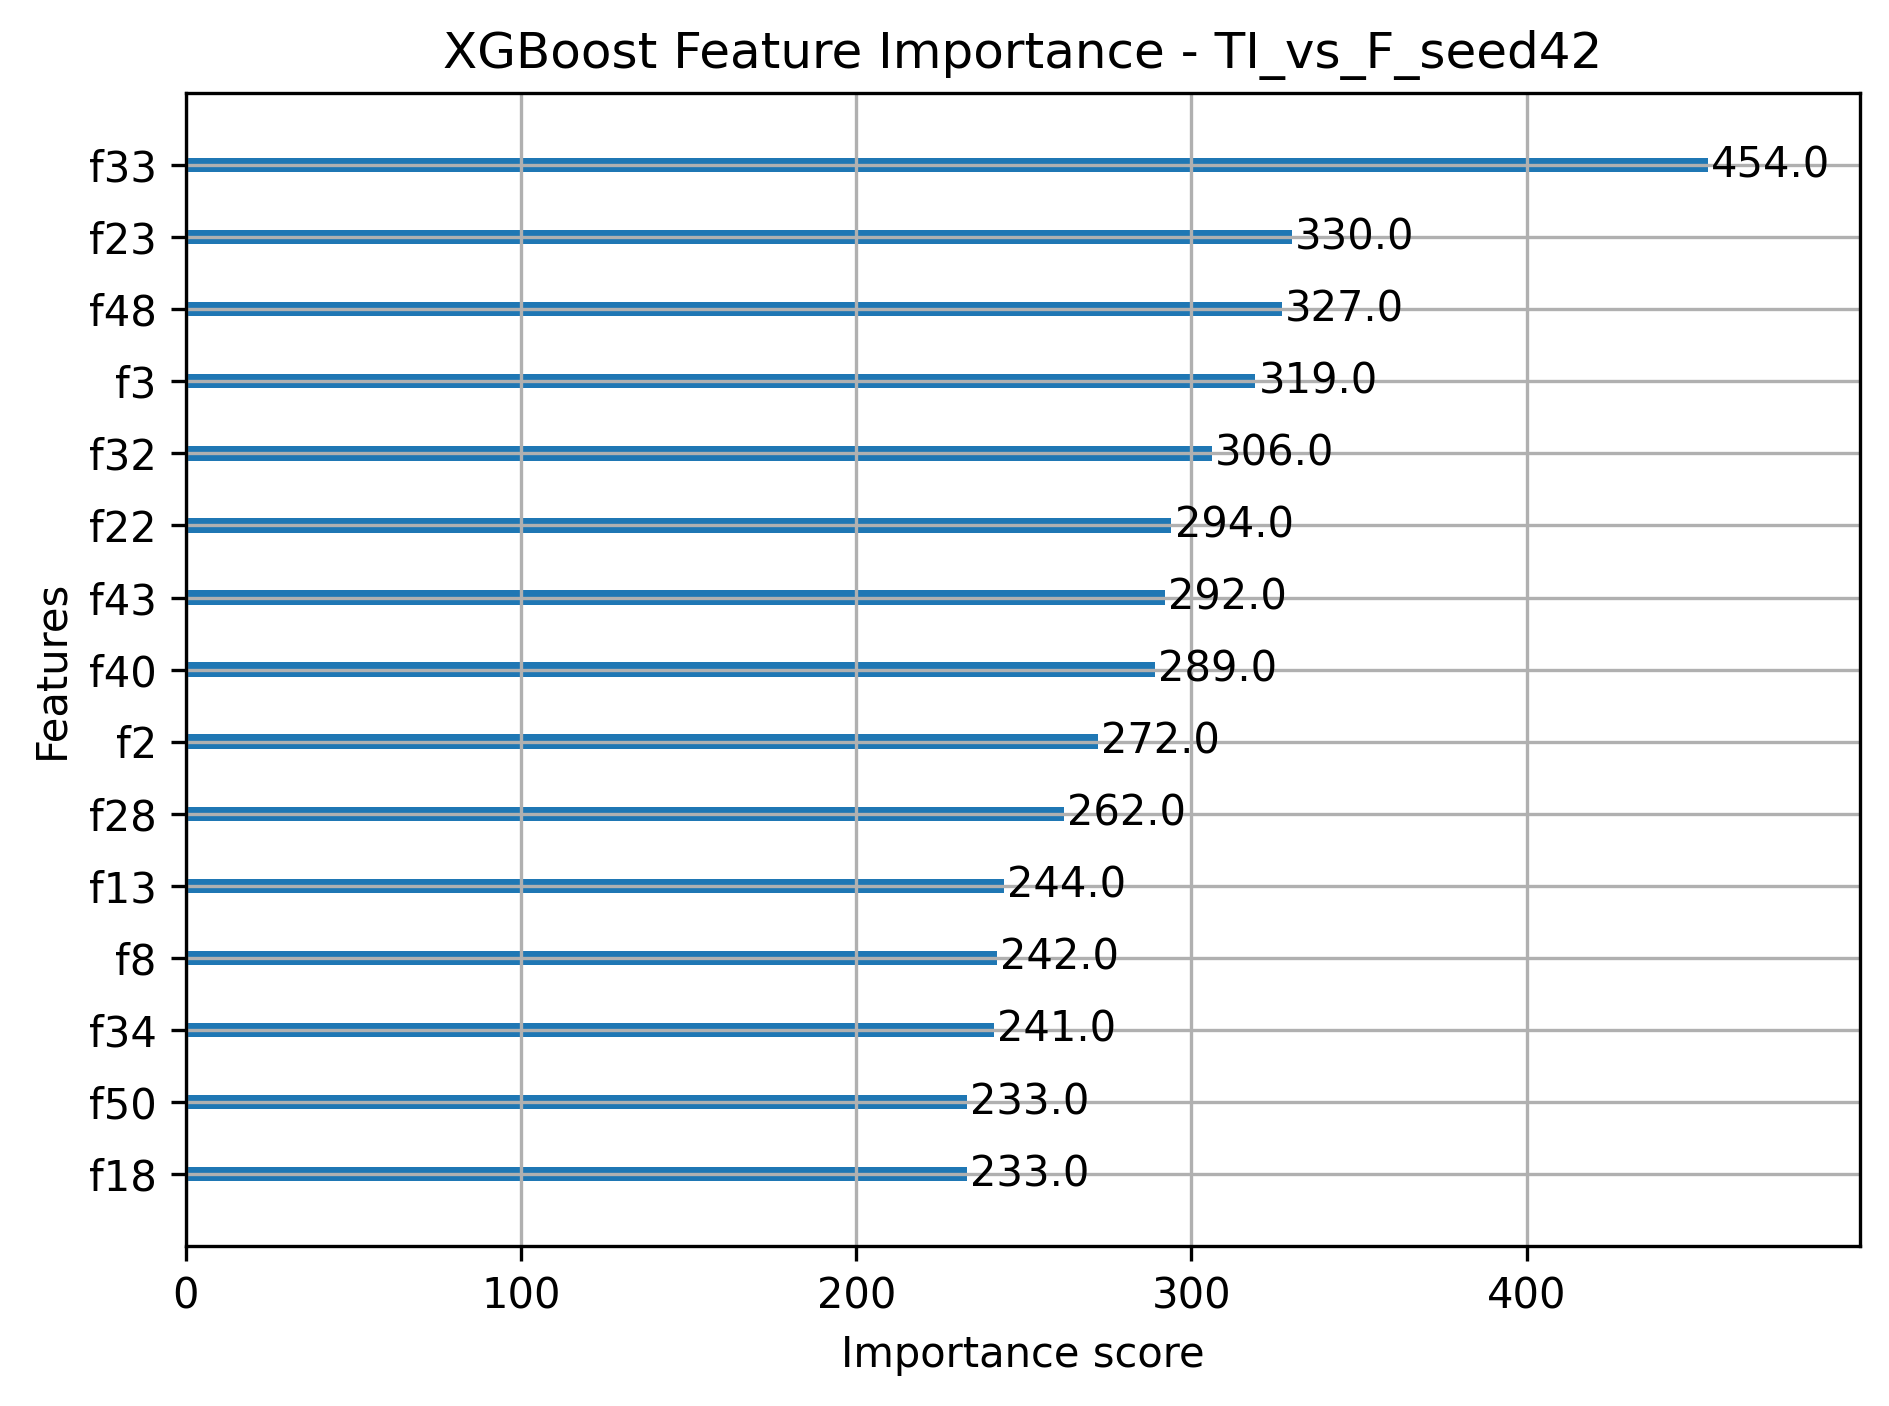 XGBoost Feature Importance - TI_vs_F_seed42
f33 454.0
f23 330.0
f48 327.0
f3 319.0
f32 306.0
f22 294.0
f43 292.0
f40 289.0
f2 272.0
f28 262.0
f13 244.0
f8 242.0
f34 241.0
f50 233.0
f18 233.0
Features
0 100 200 300 400
Importance score